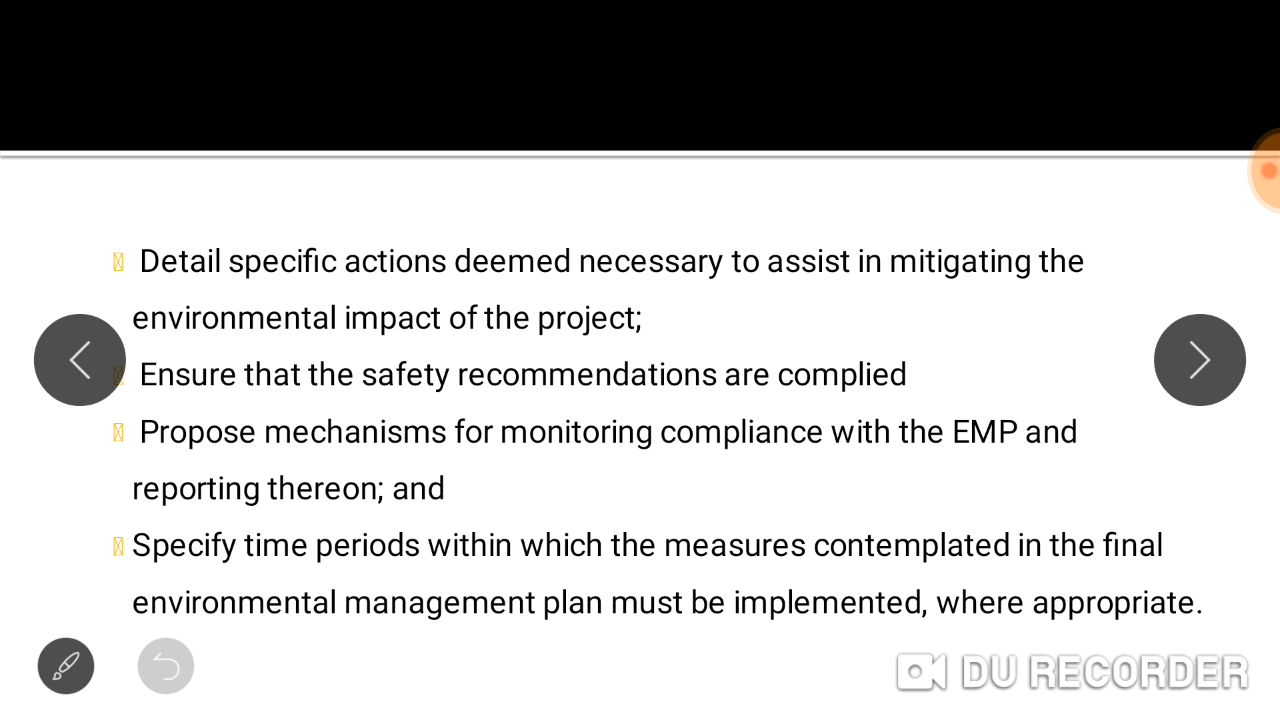 Detail specific actions deemed necessary to assist in mitigating the
environmental impact of the project;
Ensure that the safety recommendations are complied
Propose mechanisms for monitoring compliance with the EMP and
reporting thereon; and
Specify time periods within which the measures contemplated in the final
environmental management plan must be implemented, where appropriate.
DU RECORDER